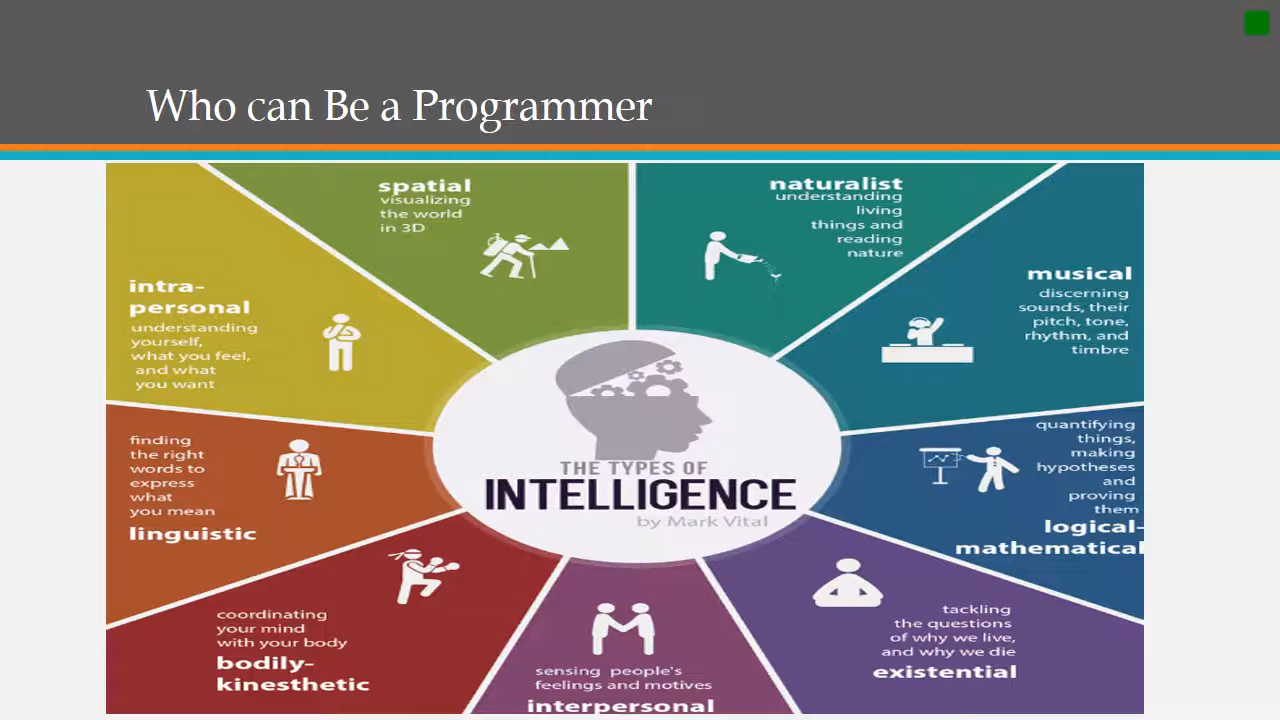 Who can Be a Programmer
spatial
visualizing
the world
in 3D
naturalist
understanding
living
things and
reading
nature
musical
discerning
sounds, their
pitch, tone,
rhythm, and
timbre
quantifying
things,
making
hypotheses
and
proving
them
logical-
mathematical
tackling
the questions
of why we live,
and why we die
existential
sensing people's
feelings and motives
interpersonal
coordinating
your mind
with your body
bodily-
kinesthetic
finding
the right
words to
express
what
you mean
linguistic
intra-
personal
understanding
yourself,
what you feel,
and what
you want
THE TYPES OF
INTELLIGENCE
by Mark Vital